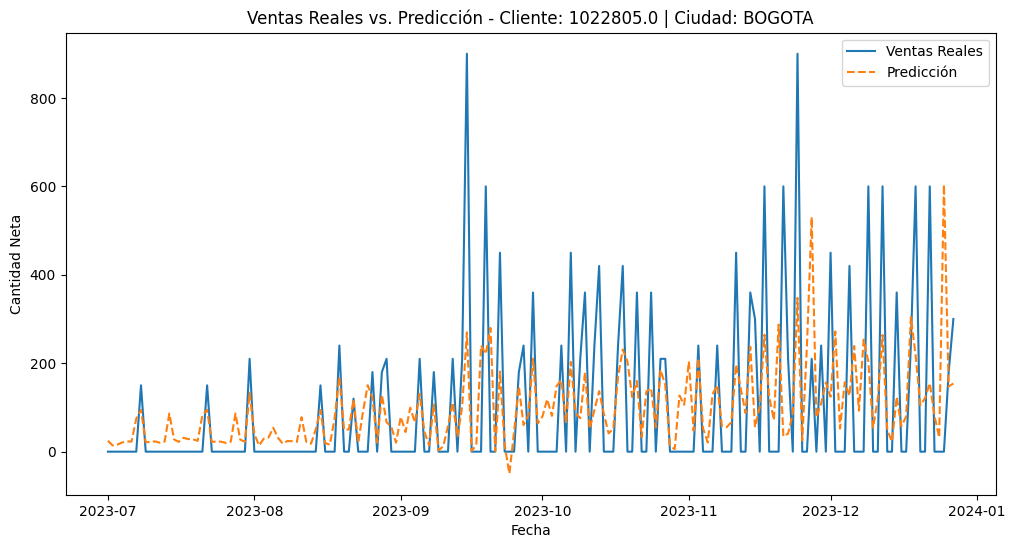 Ventas Reales vs. Predicción - Cliente: 1022805.0 | Ciudad: BOGOTA
Ventas Reales
Predicción
Cantidad Neta
800
600
400
200
0
2023-07
2023-08
2023-09
2023-10
2023-11
2023-12
2024-01
Fecha